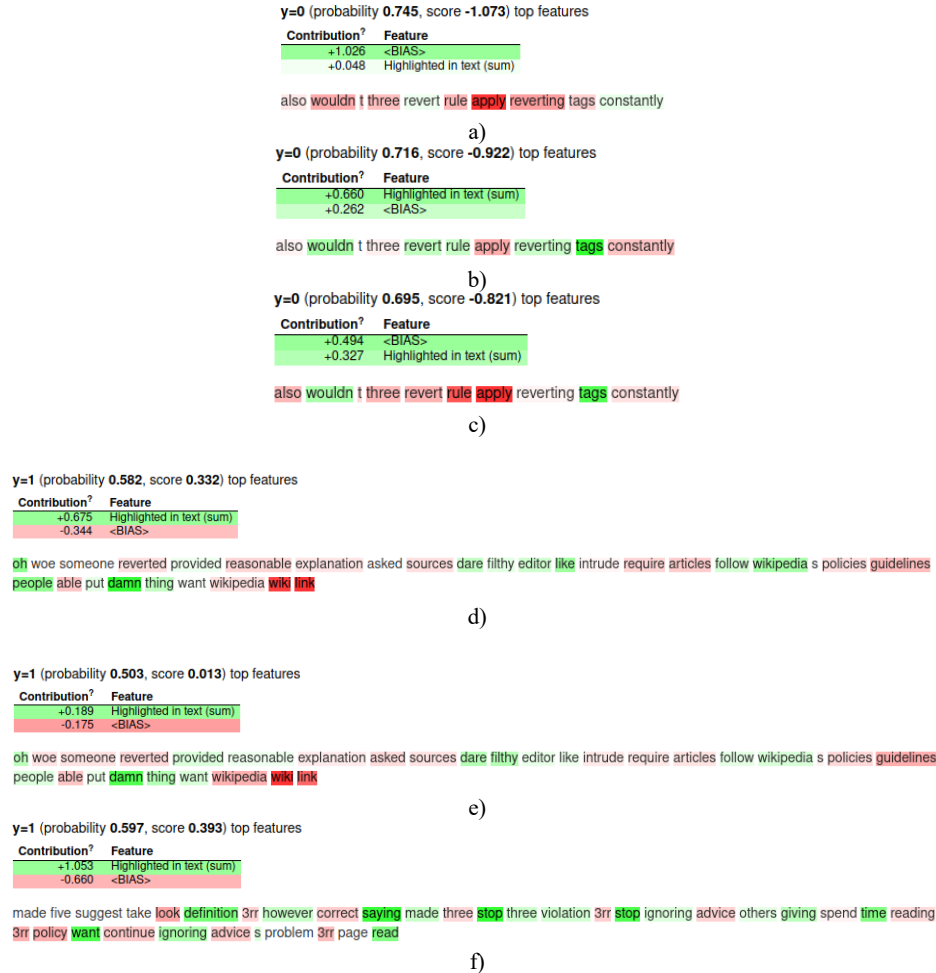 y=0 (probability 0.745, score -1.073) top features
Contribution? Feature
+1.026 <BIAS>
+0.048 Highlighted in text (sum)
also wouldn t three revert rule apply reverting tags constantly
a)
y=0 (probability 0.716, score -0.922) top features
Contribution? Feature
+0.660 Highlighted in text (sum)
+0.262 <BIAS>
also wouldn t three revert rule apply reverting tags constantly
b)
y=0 (probability 0.695, score -0.821) top features
Contribution? Feature
+0.494 <BIAS>
+0.327 Highlighted in text (sum)
also wouldn t three revert rule apply reverting tags constantly
c)
y=1 (probability 0.582, score 0.332) top features
Contribution? Feature
+0.675 Highlighted in text (sum)
-0.344 <BIAS>
oh woe someone reverted provided reasonable explanation asked sources dare filthy editor like intrude require articles follow wikipedia s policies guidelines
people able put damn thing want wikipedia wiki link
d)
y=1 (probability 0.503, score 0.013) top features
Contribution? Feature
+0.189 Highlighted in text (sum)
-0.175 <BIAS>
oh woe someone reverted provided reasonable explanation asked sources dare filthy editor like intrude require articles follow wikipedia s policies guidelines
people able put damn thing want wikipedia wiki link
e)
y=1 (probability 0.597, score 0.393) top features
Contribution? Feature
+1.053 Highlighted in text (sum)
-0.660 <BIAS>
made five suggest take look definition 3rr however correct saying made three stop three violation 3rr stop ignoring advice others giving spend time reading
3rr policy want continue ignoring advice s problem 3rr page read
f)